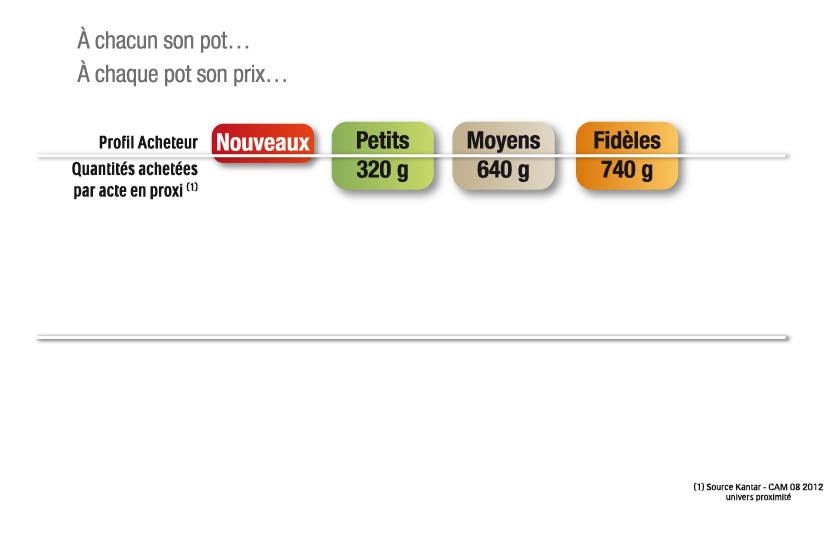 À chacun son pot…
À chaque pot son prix…
Profil Acheteur Nouveaux Petits Moyens Fidèles
Quantités achetées
par acte en proxi (1) 320 g 640 g 740 g
(1) Source Kantar - CAM 08 2012
univers proximité